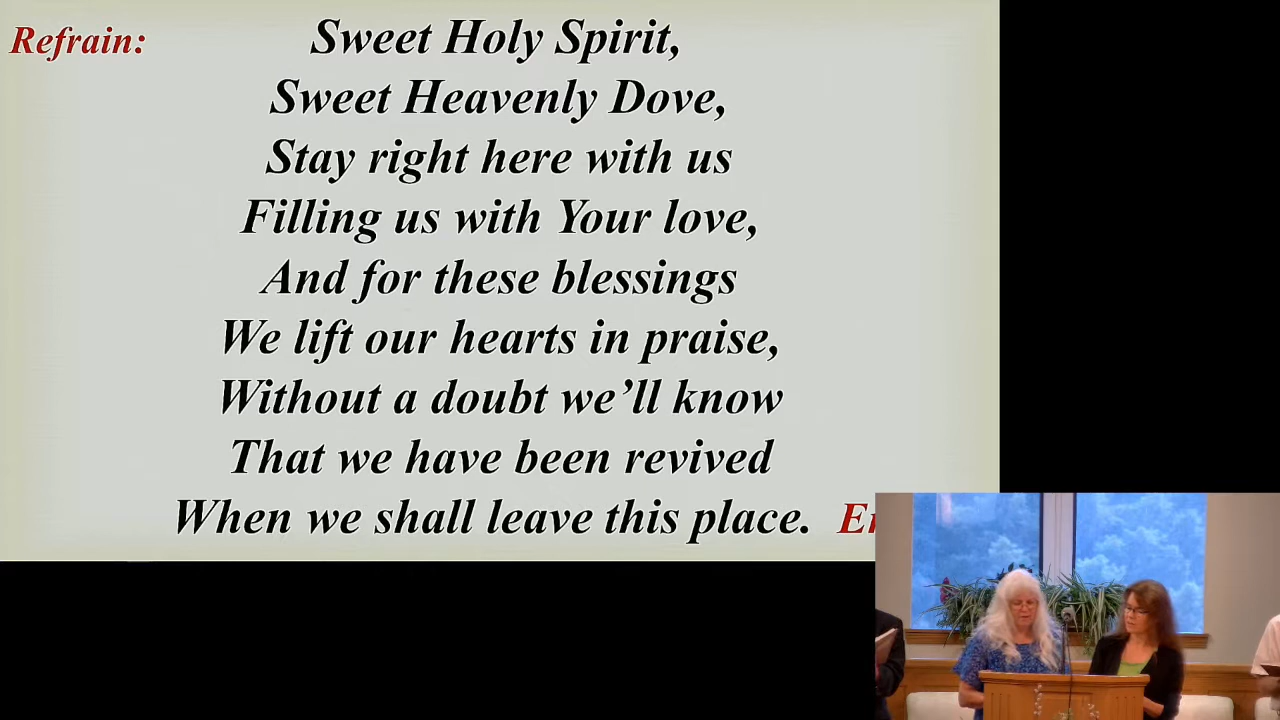 Refrain:
Sweet Holy Spirit,
Sweet Heavenly Dove,
Stay right here with us
Filling us with Your love,
And for these blessings
We lift our hearts in praise,
Without a doubt we’ll know
That we have been revived
When we shall leave this place.